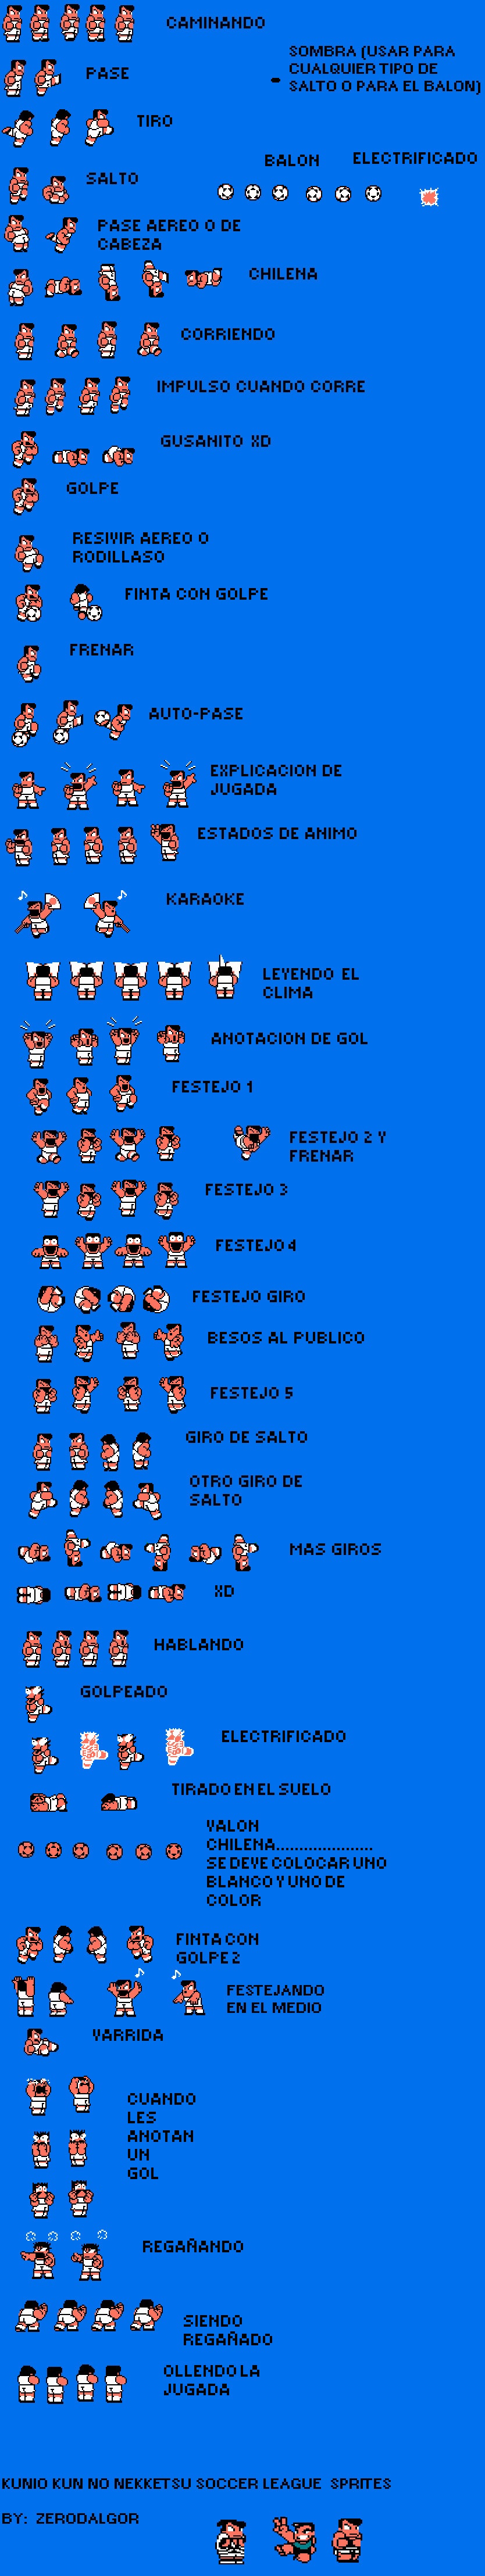 CAMINANDO
SOMBRA (USAR PARA
CUALQUIER TIPO DE
SALTO O PARA EL BALON)
PASE
TIRO
BALON
ELECTRIFICADO
SALTO
PASE AEREO O DE
CABEZA
CHILENA
CORRIENDO
IMPULSO CUANDO CORRE
GUSANITO XD
GOLPE
RESIVIR AEREO O
RODILLASO
FINTA CON GOLPE
FRENAR
AUTO-PASE
EXPLICACION DE
JUGADA
ESTADOS DE ANIMO
KARAOKE
LEYENDO EL
CLIMA
ANOTACION DE GOL
FESTEJO 1
FESTEJO 2 Y
FRENAR
FESTEJO 3
FESTEJO 4
FESTEJO GIRO
BESOS AL PUBLICO
FESTEJO 5
GIRO DE SALTO
OTRO GIRO DE
SALTO
MAS GIROS
XD
HABLANDO
GOLPEADO
ELECTRIFICADO
TIRADO EN EL SUELO
VALON
CHILENA.....................
SE DEVE COLOCAR UNO
BLANCO Y UNO DE
COLOR
FINTA CON
GOLPE 2
FESTEJANDO
EN EL MEDIO
VARRIDA
CUANDO
LES
ANOTAN
UN
GOL
REGAÑANDO
SIENDO
REGAÑADO
OLLENDO LA
JUGADA
KUNIO KUN NO NEKKETSU SOCCER LEAGUE SPRITES
BY: ZERODALGOR